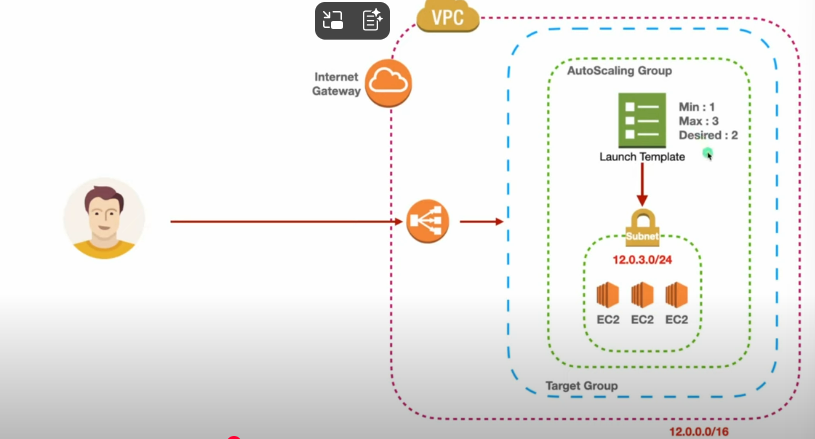 VPC
Internet
Gateway
AutoScaling Group
Min : 1
Max : 3
Desired : 2
Launch Template
Subnet
12.0.3.0/24
EC2 EC2 EC2
Target Group
12.0.0.0/16